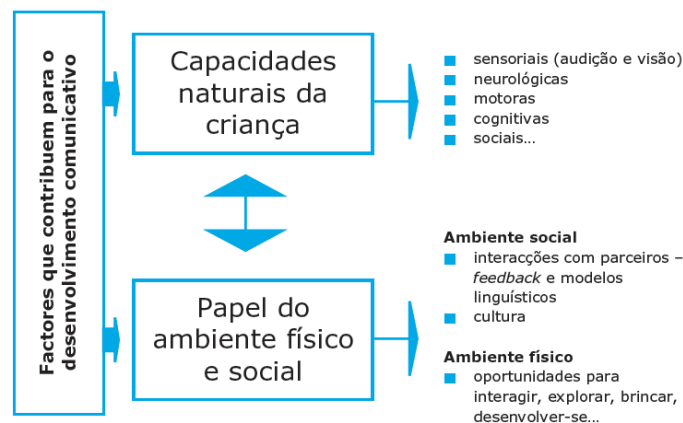 Factores que contribuem para o
desenvolvimento comunicativo
Capacidades
naturais da
criança
sensoriais (audição e visão)
neurológicas
motoras
cognitivas
sociais...
Papel do
ambiente físico
e social
Ambiente social
interacções com parceiros –
feedback e modelos
linguísticos
cultura
Ambiente físico
oportunidades para
interagir, explorar, brincar,
desenvolver-se...